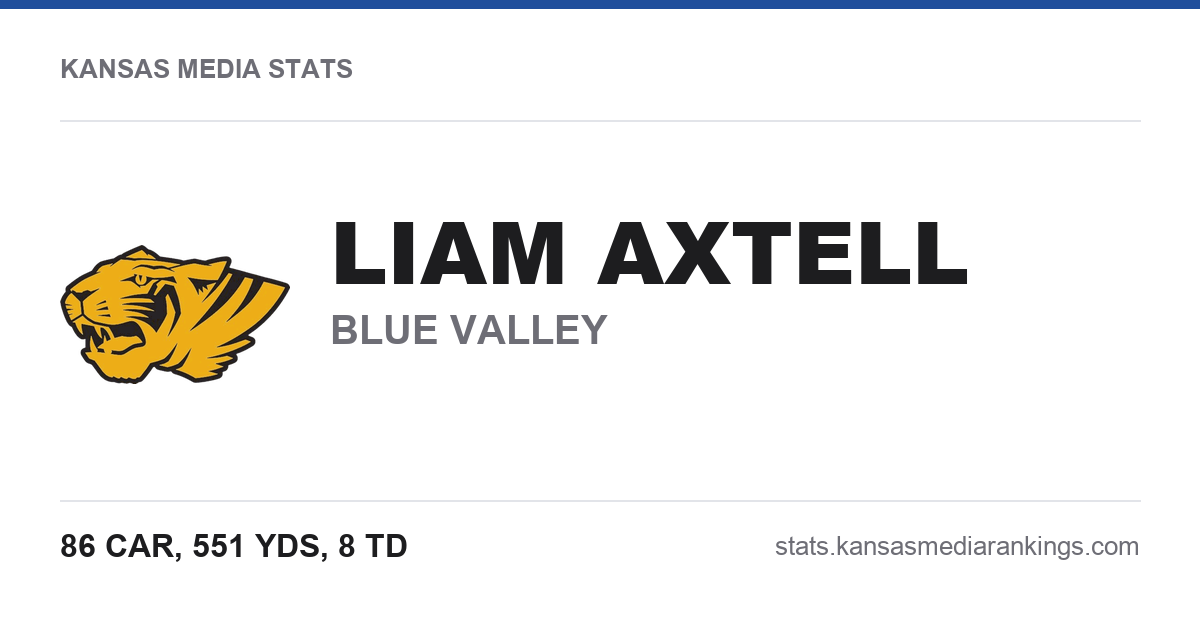 KANSAS MEDIA STATS
LIAM AXTELL
BLUE VALLEY
86 CAR, 551 YDS, 8 TD
stats.kansasmediarankings.com